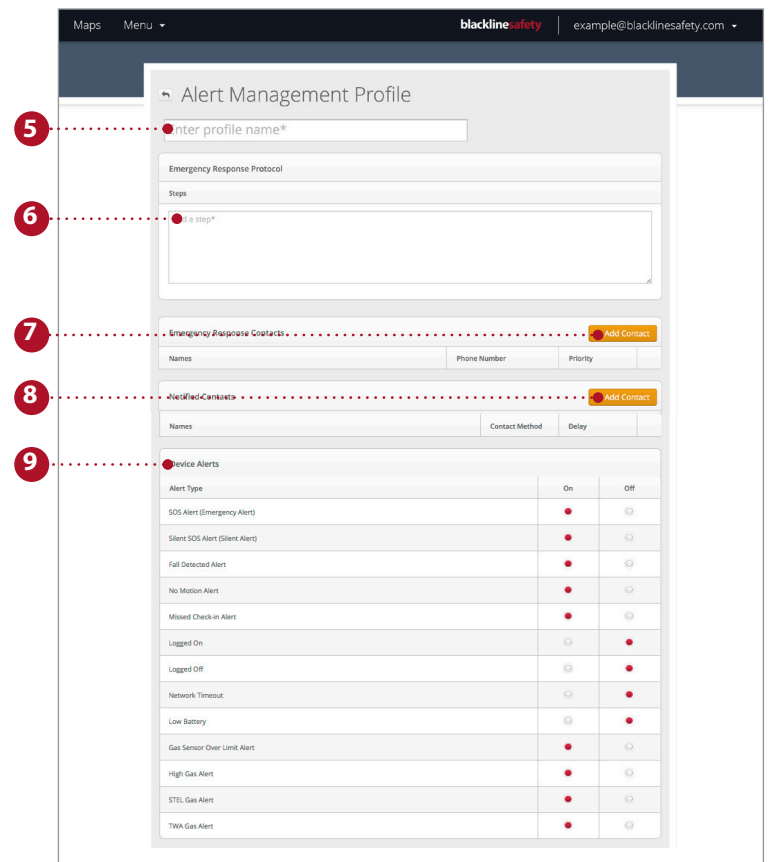 Maps Menu blacklinesafety example@blacklinesafety.com
Alert Management Profile
5 Enter profile name*
Emergency Response Protocol
Steps
6 a step*
7 Emergency Response Contacts Add Contact
Names Phone Number Priority
8 Notified Contacts Add Contact
Names Contact Method Delay
9 Device Alerts
Alert Type On Off
SOS Alert (Emergency Alert)
Silent SOS Alert (Silent Alert)
Fall Detected Alert
No Motion Alert
Missed Check-in Alert
Logged On
Logged Off
Network Timeout
Low Battery
Gas Sensor Over Limit Alert
High Gas Alert
STEL Gas Alert
TWA Gas Alert